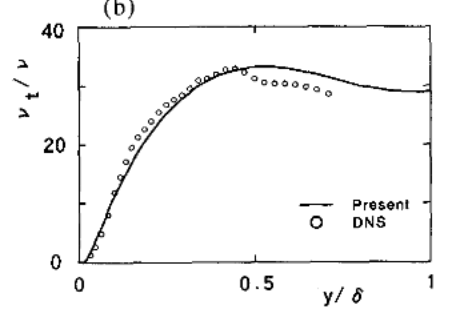 (b)
40
ν t / ν
20
0
Present
DNS
0
0.5
1
y/ δ